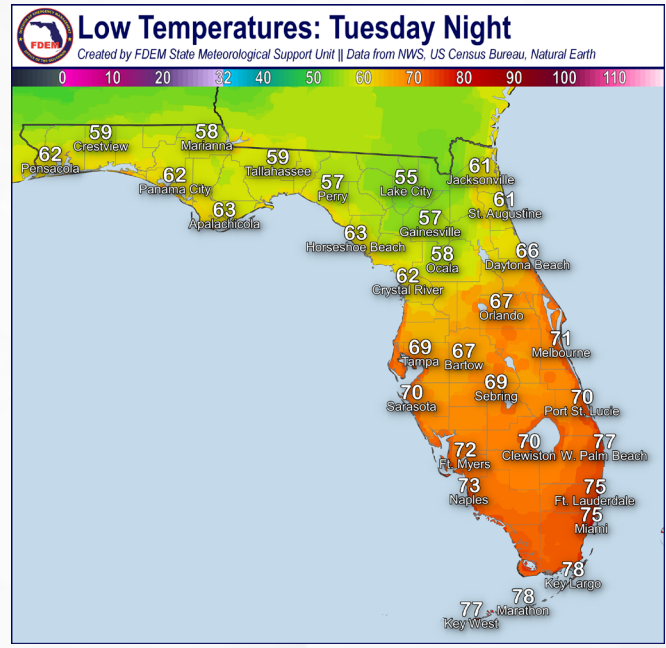 Low Temperatures: Tuesday Night
FDEM
Created by FDEM State Meteorological Support Unit || Data from NWS, US Census Bureau, Natural Earth
0 10 20 32 40 50 60 70 80 90 100 110
59
Crestview
58
Marianna
62
Pensacola
59
Tallahassee
62
Panama City
57
Perry
55
Lake City
61
Jacksonville
63
Apalachicola
61
St. Augustine
57
Gainesville
63
Horseshoe Beach
58
Ocala
66
Daytona Beach
62
Crystal River
67
Orlando
71
Melbourne
69
Tampa
67
Bartow
69
Sebring
70
Sarasota
70
Port St. Lucie
72
Ft. Myers
70
Clewiston
77
W. Palm Beach
73
Naples
75
Ft. Lauderdale
75
Miami
78
Key Largo
78
Marathon
77
Key West